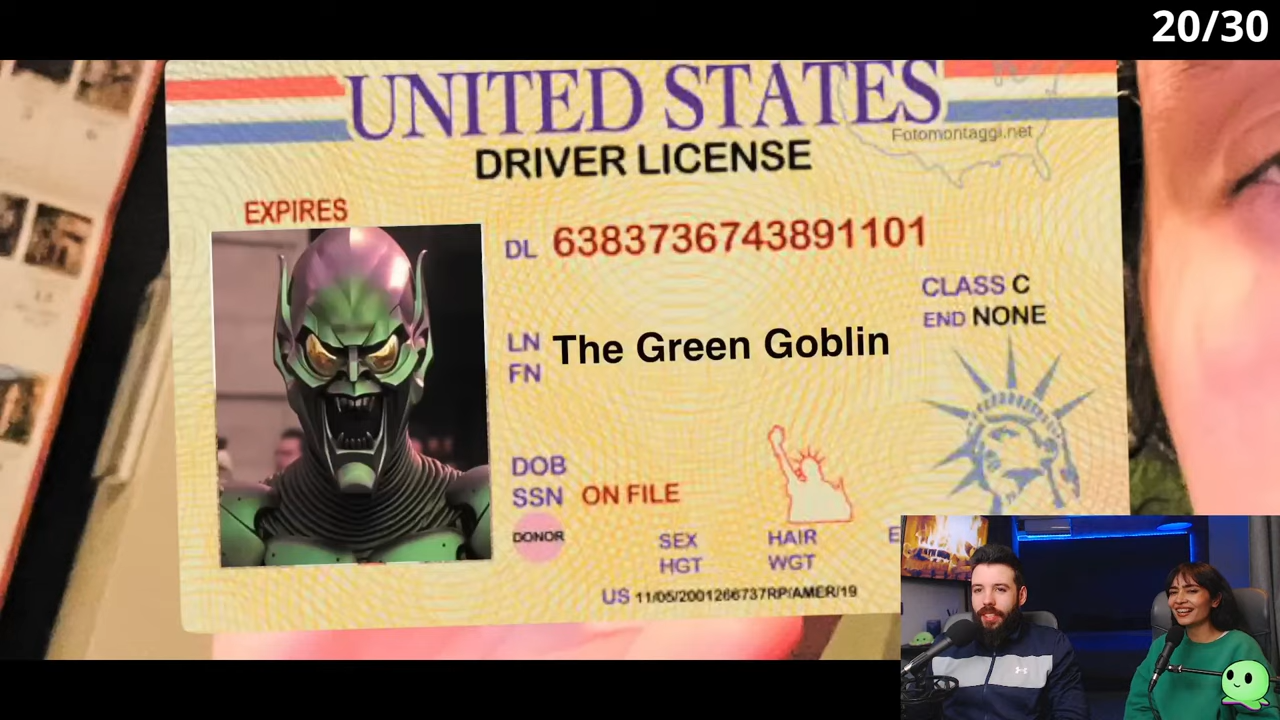 20/30
UNITED STATES
Fotomontaggi.net
DRIVER LICENSE
EXPIRES
DL 6383736743891101
CLASS C
END NONE
LN The Green Goblin
FN
DOB
SSN ON FILE
DONOR
SEX HAIR E
HGT WGT
US 11/05/2001266737RP/AMER/19